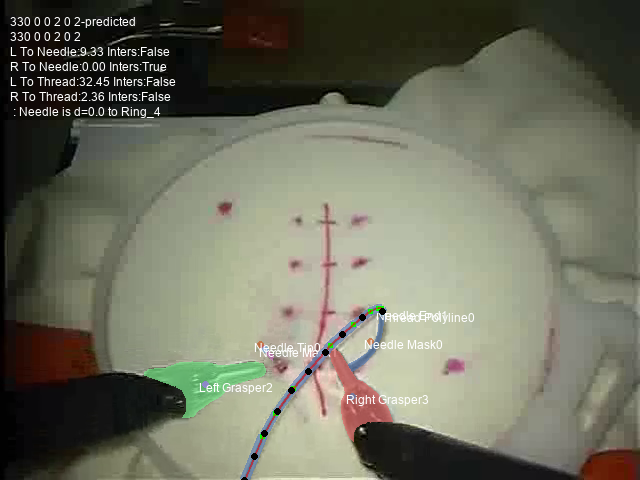 330 0 0 2 0 2-predicted
330 0 0 2 0 2
L To Needle:9.33 Inters:False
R To Needle:0.00 Inters:True
L To Thread:32.45 Inters:False
R To Thread:2.36 Inters:False
: Needle is d=0.0 to Ring_4
Polyline0
Needle Tip0
Needle Mask0
Needle Ma
Left Grasper2
Right Grasper3